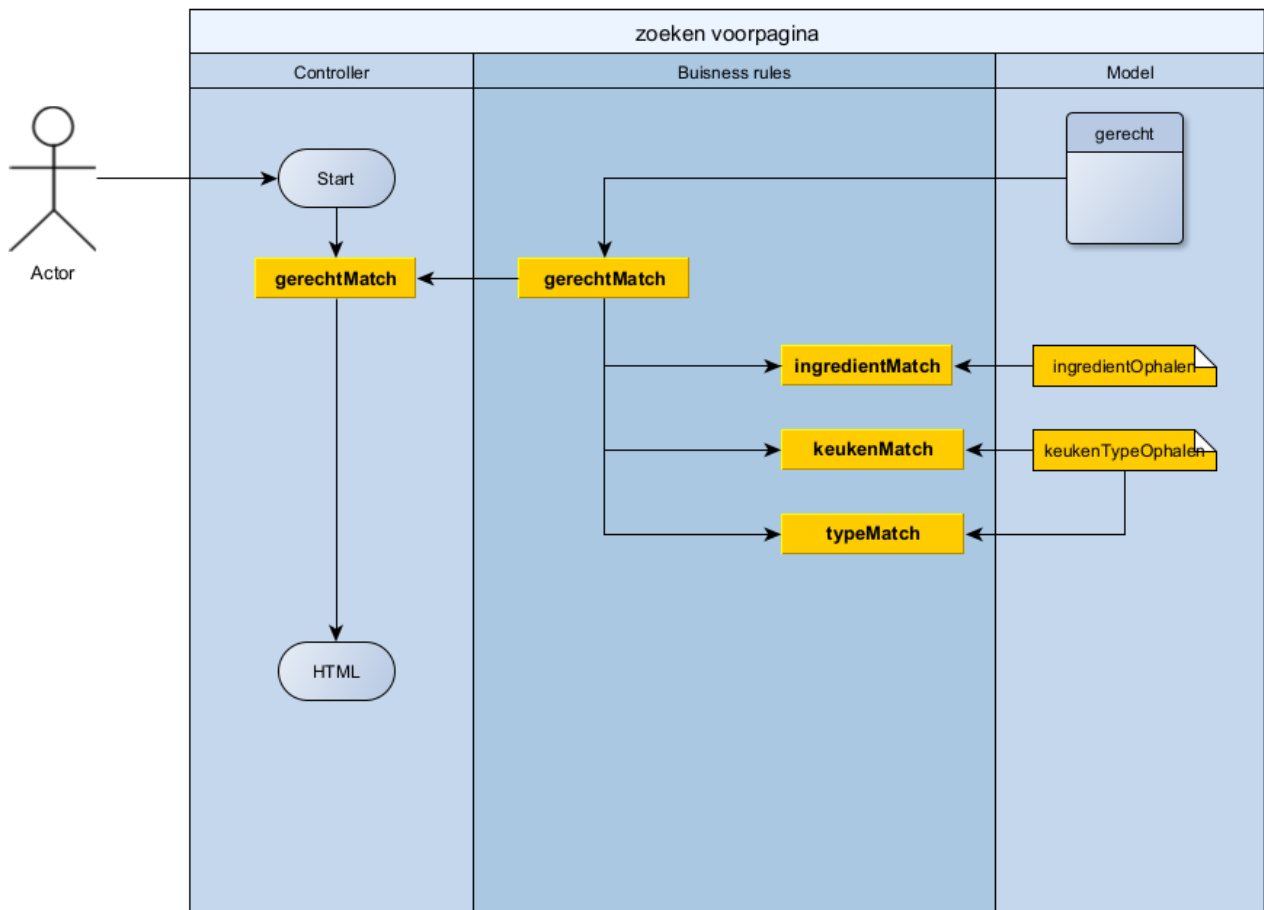 zoeken voorpagina
Controller
Buisness rules
Model
gerecht
Start
Actor
gerechtMatch
gerechtMatch
ingredientMatch
ingredientOphalen
keukenMatch
keukenTypeOphalen
typeMatch
HTML